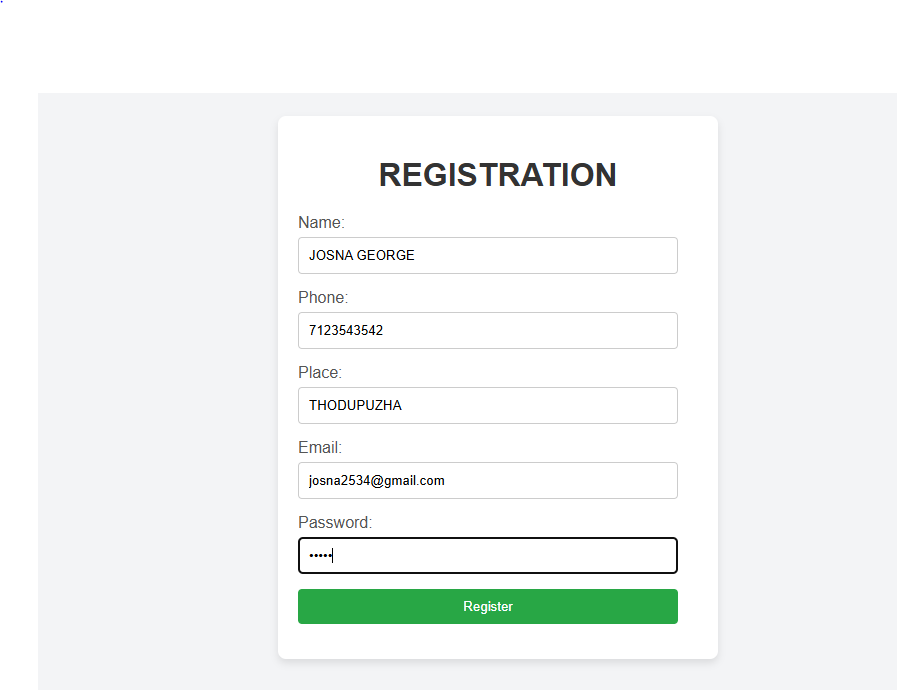 REGISTRATION
Name:
JOSNA GEORGE
Phone:
7123543542
Place:
THODUPUZHA
Email:
josna2534@gmail.com
Password:
•••••
Register